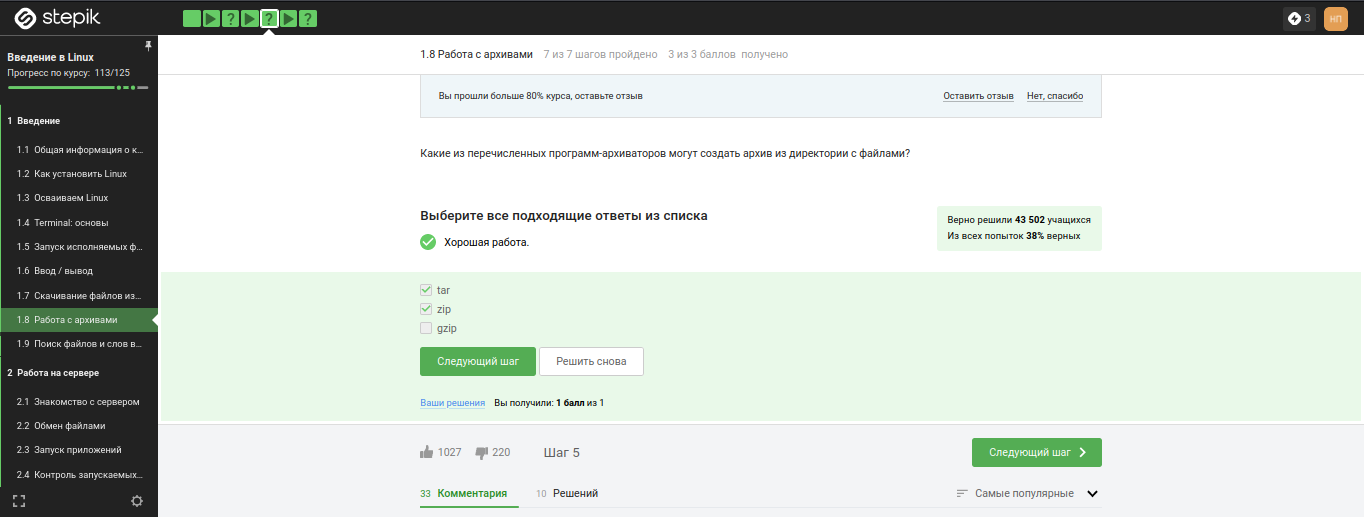 stepik
? ? ?
3
НП
Введение в Linux
Прогресс по курсу: 113/125
1.8 Работа с архивами 7 из 7 шагов пройдено 3 из 3 баллов получено
Вы прошли больше 80% курса, оставьте отзыв Оставить отзыв Нет, спасибо
1 Введение
1.1 Общая информация о к...
1.2 Как установить Linux
1.3 Осваиваем Linux
1.4 Terminal: основы
1.5 Запуск исполняемых ф...
1.6 Ввод / вывод
1.7 Скачивание файлов из...
1.8 Работа с архивами
1.9 Поиск файлов и слов в...
2 Работа на сервере
2.1 Знакомство с сервером
2.2 Обмен файлами
2.3 Запуск приложений
2.4 Контроль запускаемых...
Какие из перечисленных программ-архиваторов могут создать архив из директории с файлами?
Выберите все подходящие ответы из списка
Хорошая работа.
Верно решили 43 502 учащихся
Из всех попыток 38% верных
tar
zip
gzip
Следующий шаг Решить снова
Ваши решения Вы получили: 1 балл из 1
1027 220 Шаг 5 Следующий шаг
33 Комментария 10 Решений Самые популярные